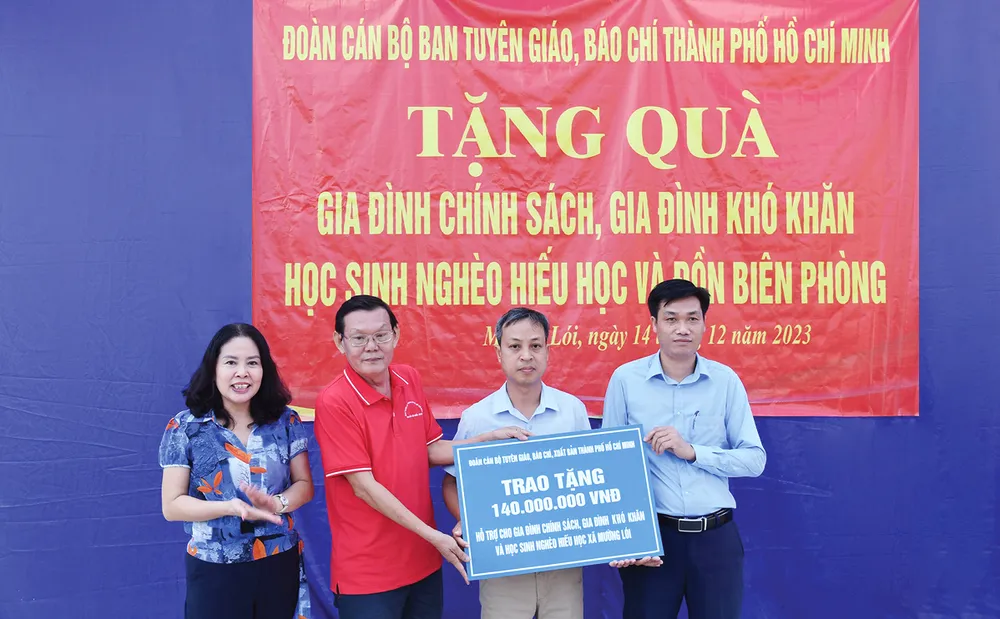 ĐOÀN CÁN BỘ BAN TUYÊN GIÁO, BÁO CHÍ THÀNH PHỐ HỒ CHÍ MINH
TẶNG QUÀ
GIA ĐÌNH CHÍNH SÁCH, GIA ĐÌNH KHÓ KHĂN
HỌC SINH NGHÈO HIẾU HỌC VÀ ĐỒN BIÊN PHÒNG
Lói, ngày 14 12 năm 2023
ĐOÀN CÁN BỘ TUYÊN GIÁO, BÁO CHÍ, XUẤT BẢN THÀNH PHỐ HỒ CHÍ MINH
TRAO TẶNG
140.000.000 VNĐ
HỖ TRỢ CHO GIA ĐÌNH CHÍNH SÁCH, GIA ĐÌNH KHÓ KHĂN
VÀ HỌC SINH NGHÈO HIẾU HỌC XÃ MƯỜNG LÓI